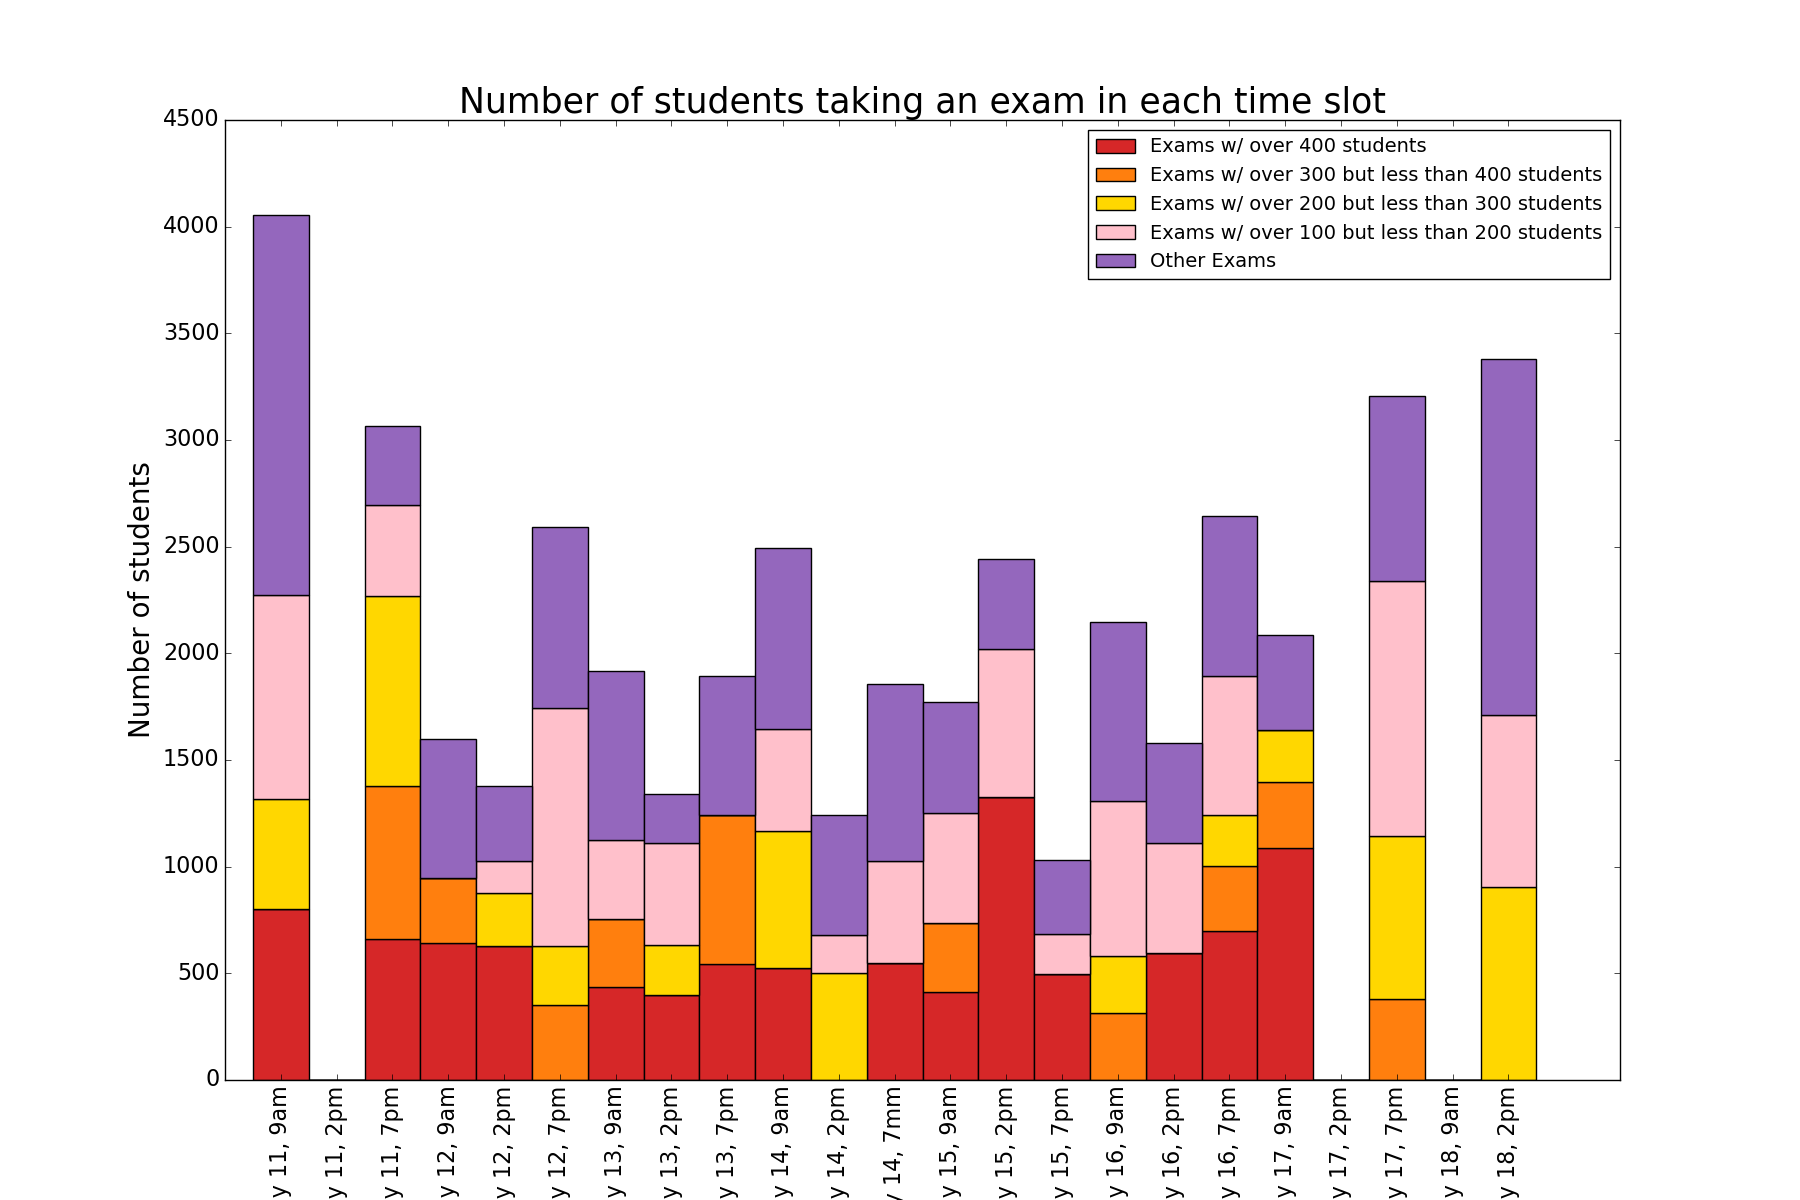 Number of students taking an exam in each time slot
Number of students
4500
4000
3500
3000
2500
2000
1500
1000
500
0
Exams w/ over 400 students
Exams w/ over 300 but less than 400 students
Exams w/ over 200 but less than 300 students
Exams w/ over 100 but less than 200 students
Other Exams
y 11, 9am
y 11, 2pm
y 11, 7pm
y 12, 9am
y 12, 2pm
y 12, 7pm
y 13, 9am
y 13, 2pm
y 13, 7pm
y 14, 9am
y 14, 2pm
y 14, 7mm
y 15, 9am
y 15, 2pm
y 15, 7pm
y 16, 9am
y 16, 2pm
y 16, 7pm
y 17, 9am
y 17, 2pm
y 17, 7pm
y 18, 9am
y 18, 2pm